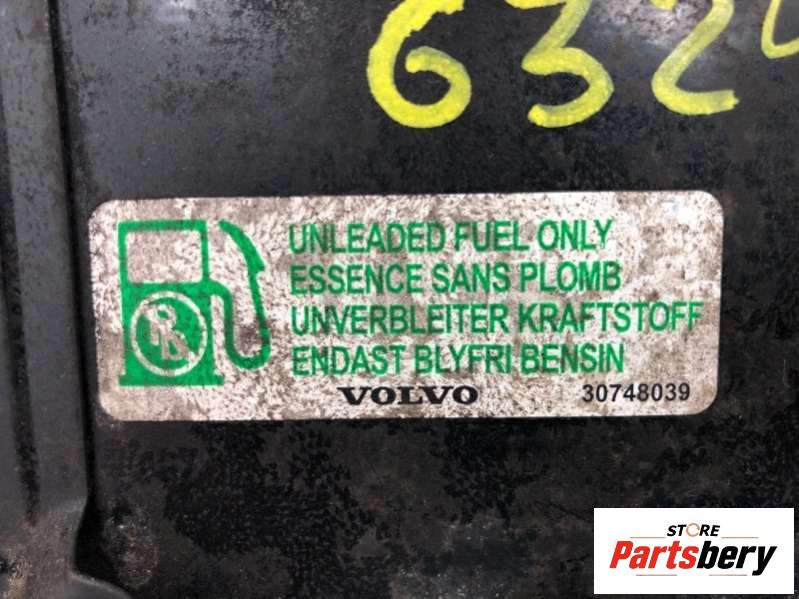 632
UNLEADED FUEL ONLY
ESSENCE SANS PLOMB
UNVERBLEITER KRAFTSTOFF
ENDAST BLYFRI BENSIN
VOLVO 30748039
STORE
Partsbery